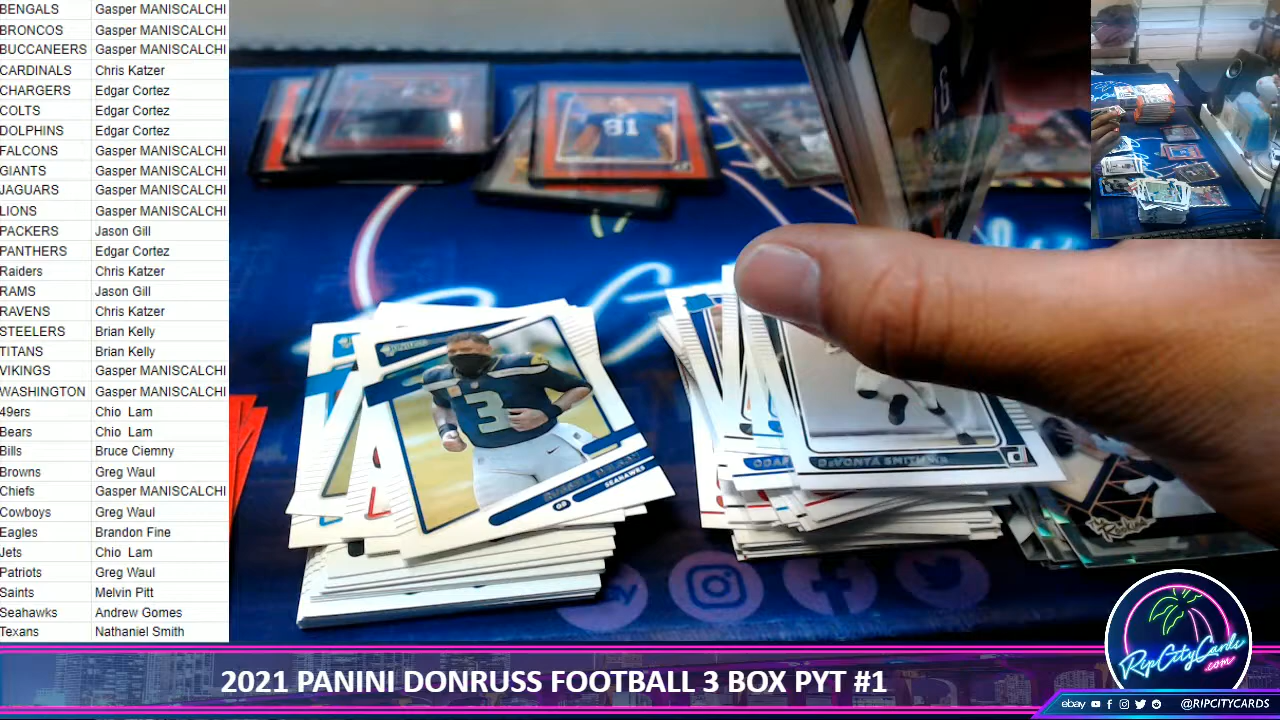 BENGALS Gasper MANISCALCHI
BRONCOS Gasper MANISCALCHI
BUCCANEERS Gasper MANISCALCHI
CARDINALS Chris Katzer
CHARGERS Edgar Cortez
COLTS Edgar Cortez
DOLPHINS Edgar Cortez
FALCONS Gasper MANISCALCHI
GIANTS Gasper MANISCALCHI
JAGUARS Gasper MANISCALCHI
LIONS Gasper MANISCALCHI
PACKERS Jason Gill
PANTHERS Edgar Cortez
Raiders Chris Katzer
RAMS Jason Gill
RAVENS Chris Katzer
STEELERS Brian Kelly
TITANS Brian Kelly
VIKINGS Gasper MANISCALCHI
WASHINGTON Gasper MANISCALCHI
49ers Chio Lam
Bears Chio Lam
Bills Bruce Ciemny
Browns Greg Waul
Chiefs Gasper MANISCALCHI
Cowboys Greg Waul
Eagles Brandon Fine
Jets Chio Lam
Patriots Greg Waul
Saints Melvin Pitt
Seahawks Andrew Gomes
Texans Nathaniel Smith
81
3
RUSSELL WILSON
QB SEAHAWKS
DEVONTA SMITH
RipCityCards
.com
2021 PANINI DONRUSS FOOTBALL 3 BOX PYT #1
ebay @RIPCITYCARDS